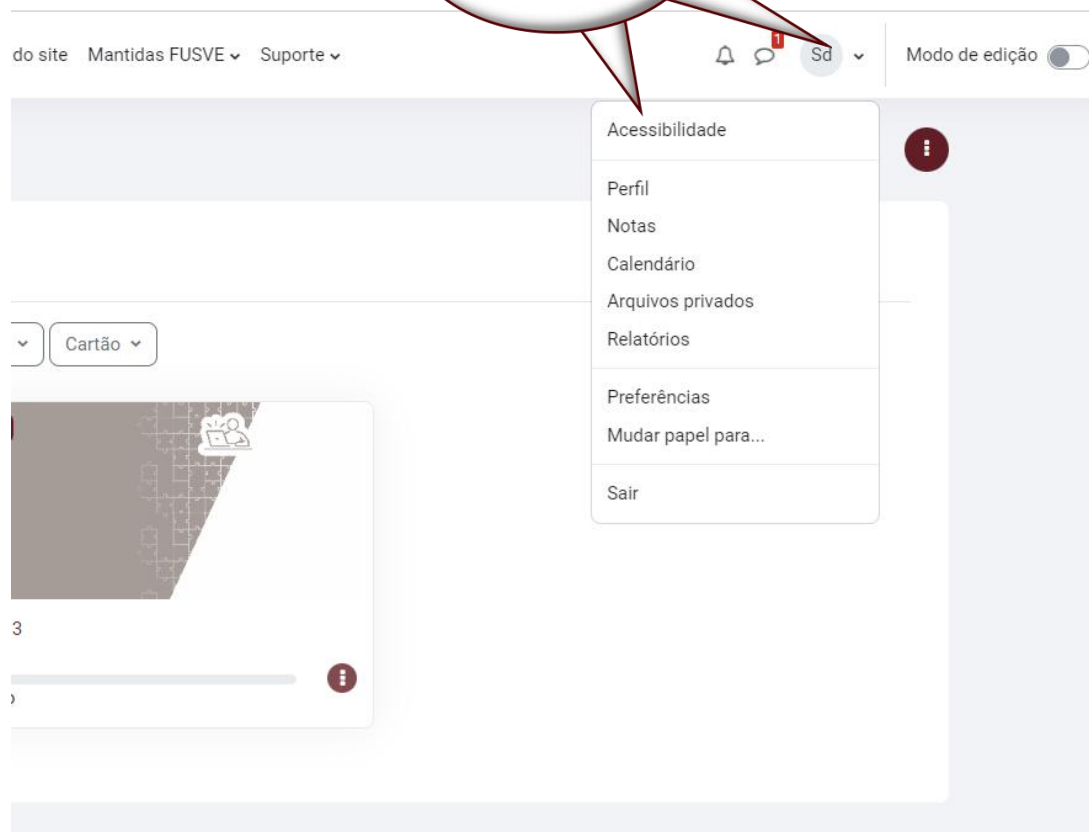 do site Mantidas FUSVE Suporte 1 Sd Modo de edição
Acessibilidade
Perfil
Notas
Calendário
Arquivos privados
Relatórios
Cartão
Preferências
Mudar papel para...
Sair
3